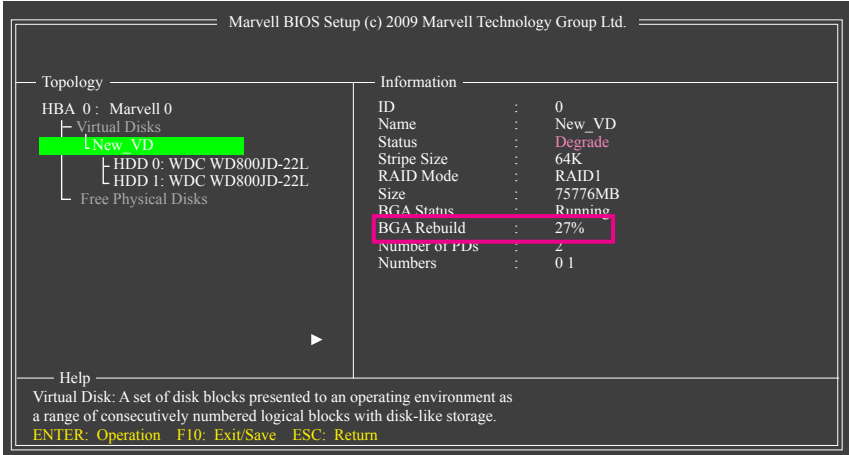 Marvell BIOS Setup (c) 2009 Marvell Technology Group Ltd.
Topology
HBA 0 : Marvell 0
Virtual Disks
New_VD
HDD 0: WDC WD800JD-22L
HDD 1: WDC WD800JD-22L
Free Physical Disks
Information
ID : 0
Name : New_VD
Status : Degrade
Stripe Size : 64K
RAID Mode : RAID1
Size : 75776MB
BGA Status : Running
BGA Rebuild : 27%
Number of PDs : 2
Numbers : 0 1
Help
Virtual Disk: A set of disk blocks presented to an operating environment as
a range of consecutively numbered logical blocks with disk-like storage.
ENTER: Operation F10: Exit/Save ESC: Return